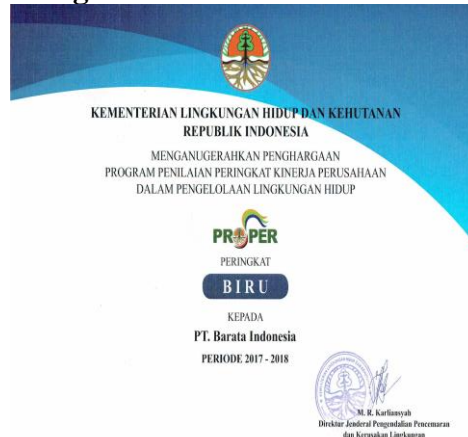 KEMENTERIAN LINGKUNGAN HIDUP DAN KEHUTANAN
REPUBLIK INDONESIA
MENGANUGERAHKAN PENGHARGAAN
PROGRAM PENILAIAN PERINGKAT KINERJA PERUSAHAAN
DALAM PENGELOLAAN LINGKUNGAN HIDUP
PROPER
PERINGKAT
BIRU
KEPADA
PT. Barata Indonesia
PERIODE 2017 - 2018
M. R. Karliansyah
Direktur Jenderal Pengendalian Pencemaran
dan Kerusakan Lingkungan